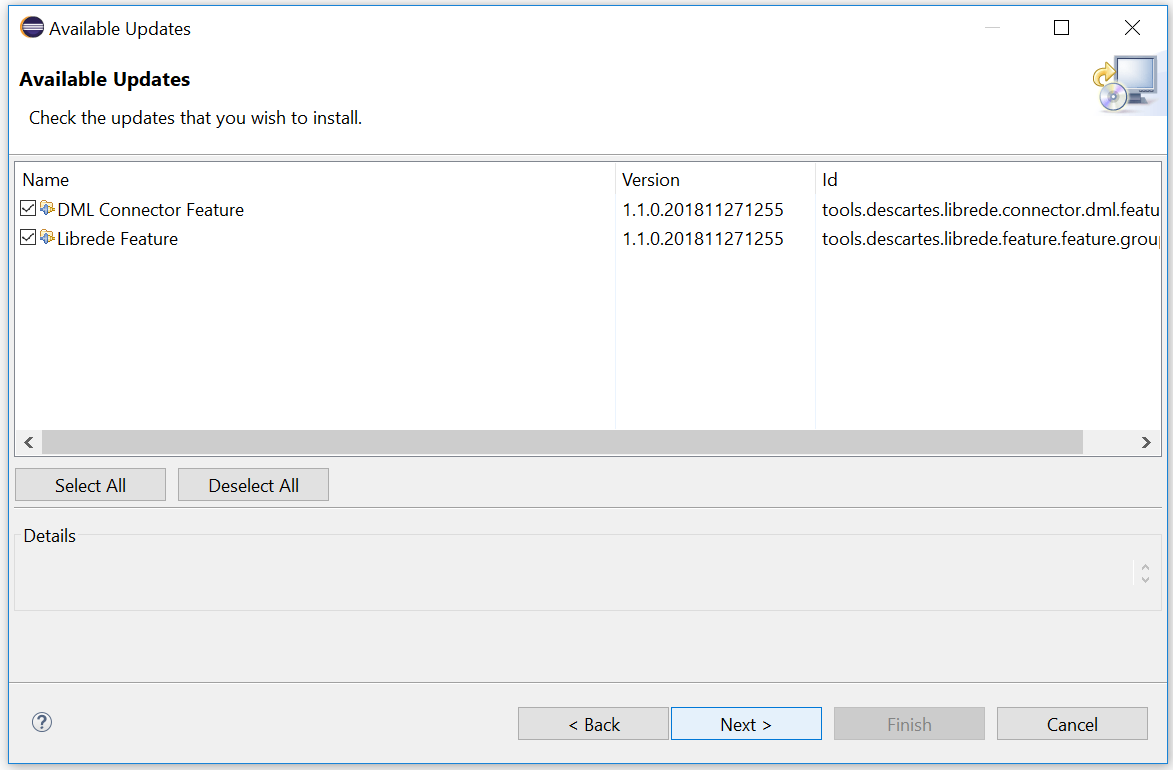 Available Updates
Available Updates
Check the updates that you wish to install.
Name Version Id
DML Connector Feature 1.1.0.201811271255 tools.descartes.librede.connector.dml.featu
Librede Feature 1.1.0.201811271255 tools.descartes.librede.feature.feature.grou
Select All Deselect All
Details
? < Back Next > Finish Cancel